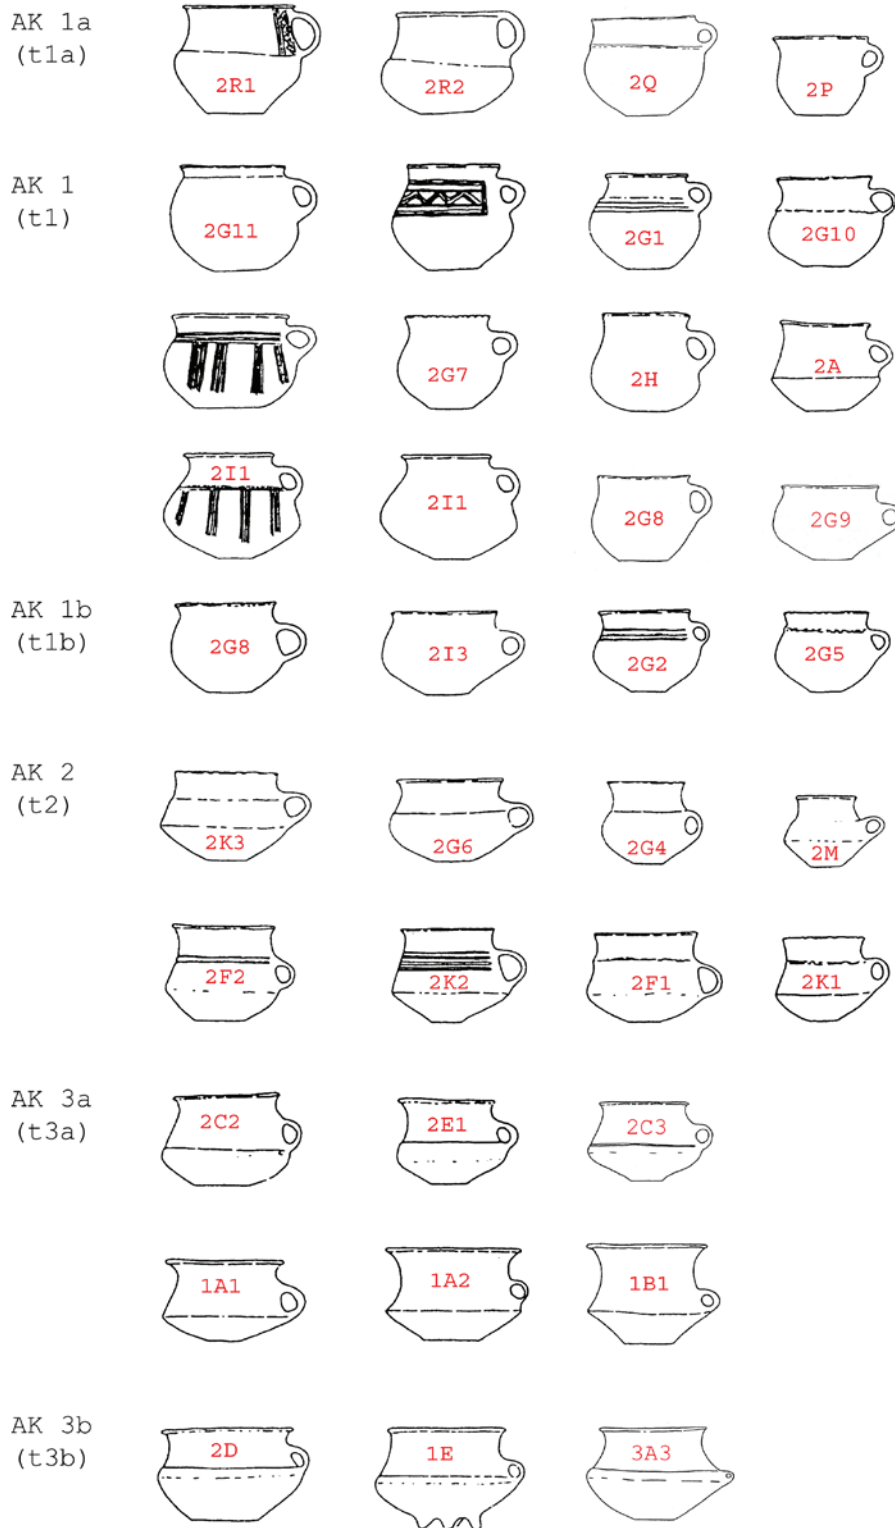 AK 1a
(t1a)
2R1 2R2 2Q 2P
AK 1
(t1)
2G11 2G1 2G10
2G7 2H 2A
2I1 2I1 2G8 2G9
AK 1b
(t1b)
2G8 2I3 2G2 2G5
AK 2
(t2)
2K3 2G6 2G4 2M
2F2 2K2 2F1 2K1
AK 3a
(t3a)
2C2 2E1 2C3
1A1 1A2 1B1
AK 3b
(t3b)
2D 1E 3A3